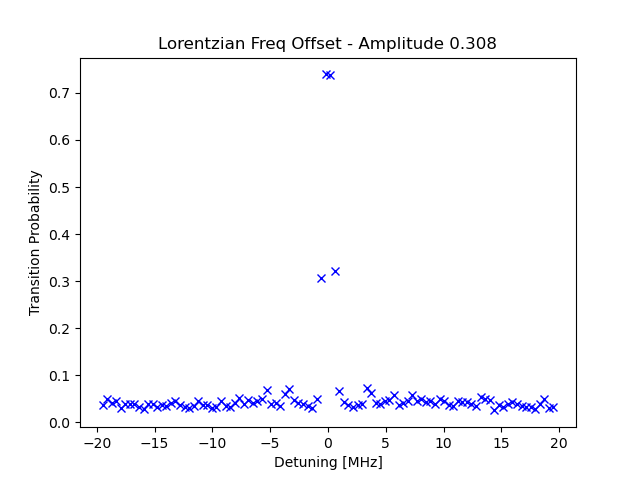 Lorentzian Freq Offset - Amplitude 0.308
Transition Probability
0.7
0.6
0.5
0.4
0.3
0.2
0.1
0.0
−20 −15 −10 −5 0 5 10 15 20
Detuning [MHz]